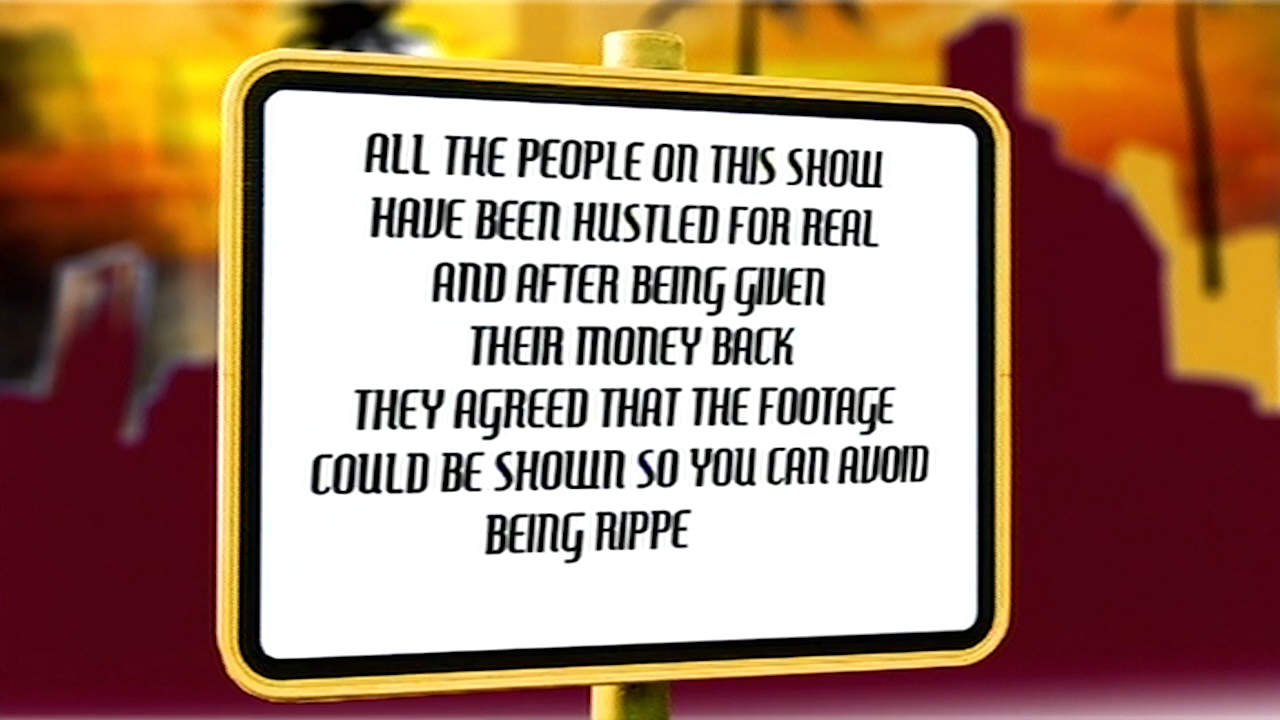 ALL THE PEOPLE ON THIS SHOW
HAVE BEEN HUSTLED FOR REAL
AND AFTER BEING GIVEN
THEIR MONEY BACK
THEY AGREED THAT THE FOOTAGE
COULD BE SHOWN SO YOU CAN AVOID
BEING RIPPE